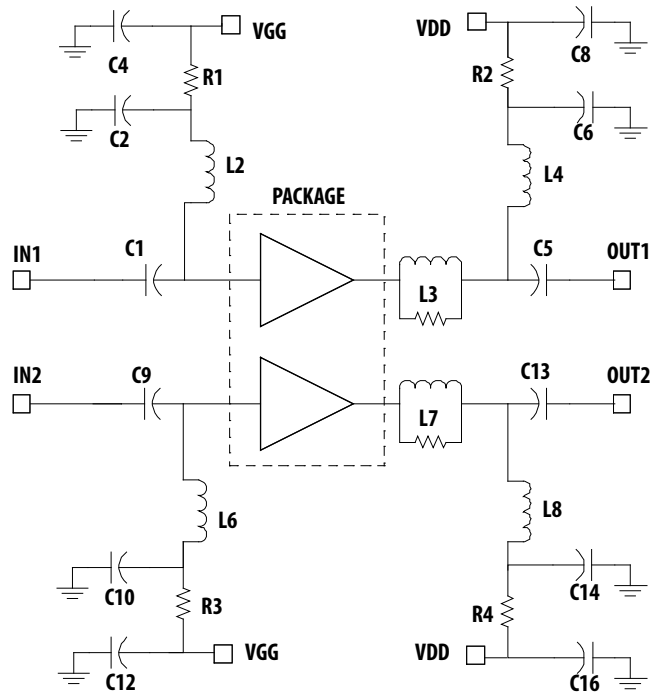 VGG
VDD
C4
C8
R1
R2
C2
C6
L2
L4
PACKAGE
IN1
C1
C5
OUT1
L3
IN2
C9
C13
OUT2
L7
L6
L8
C10
C14
R3
R4
VGG
VDD
C12
C16